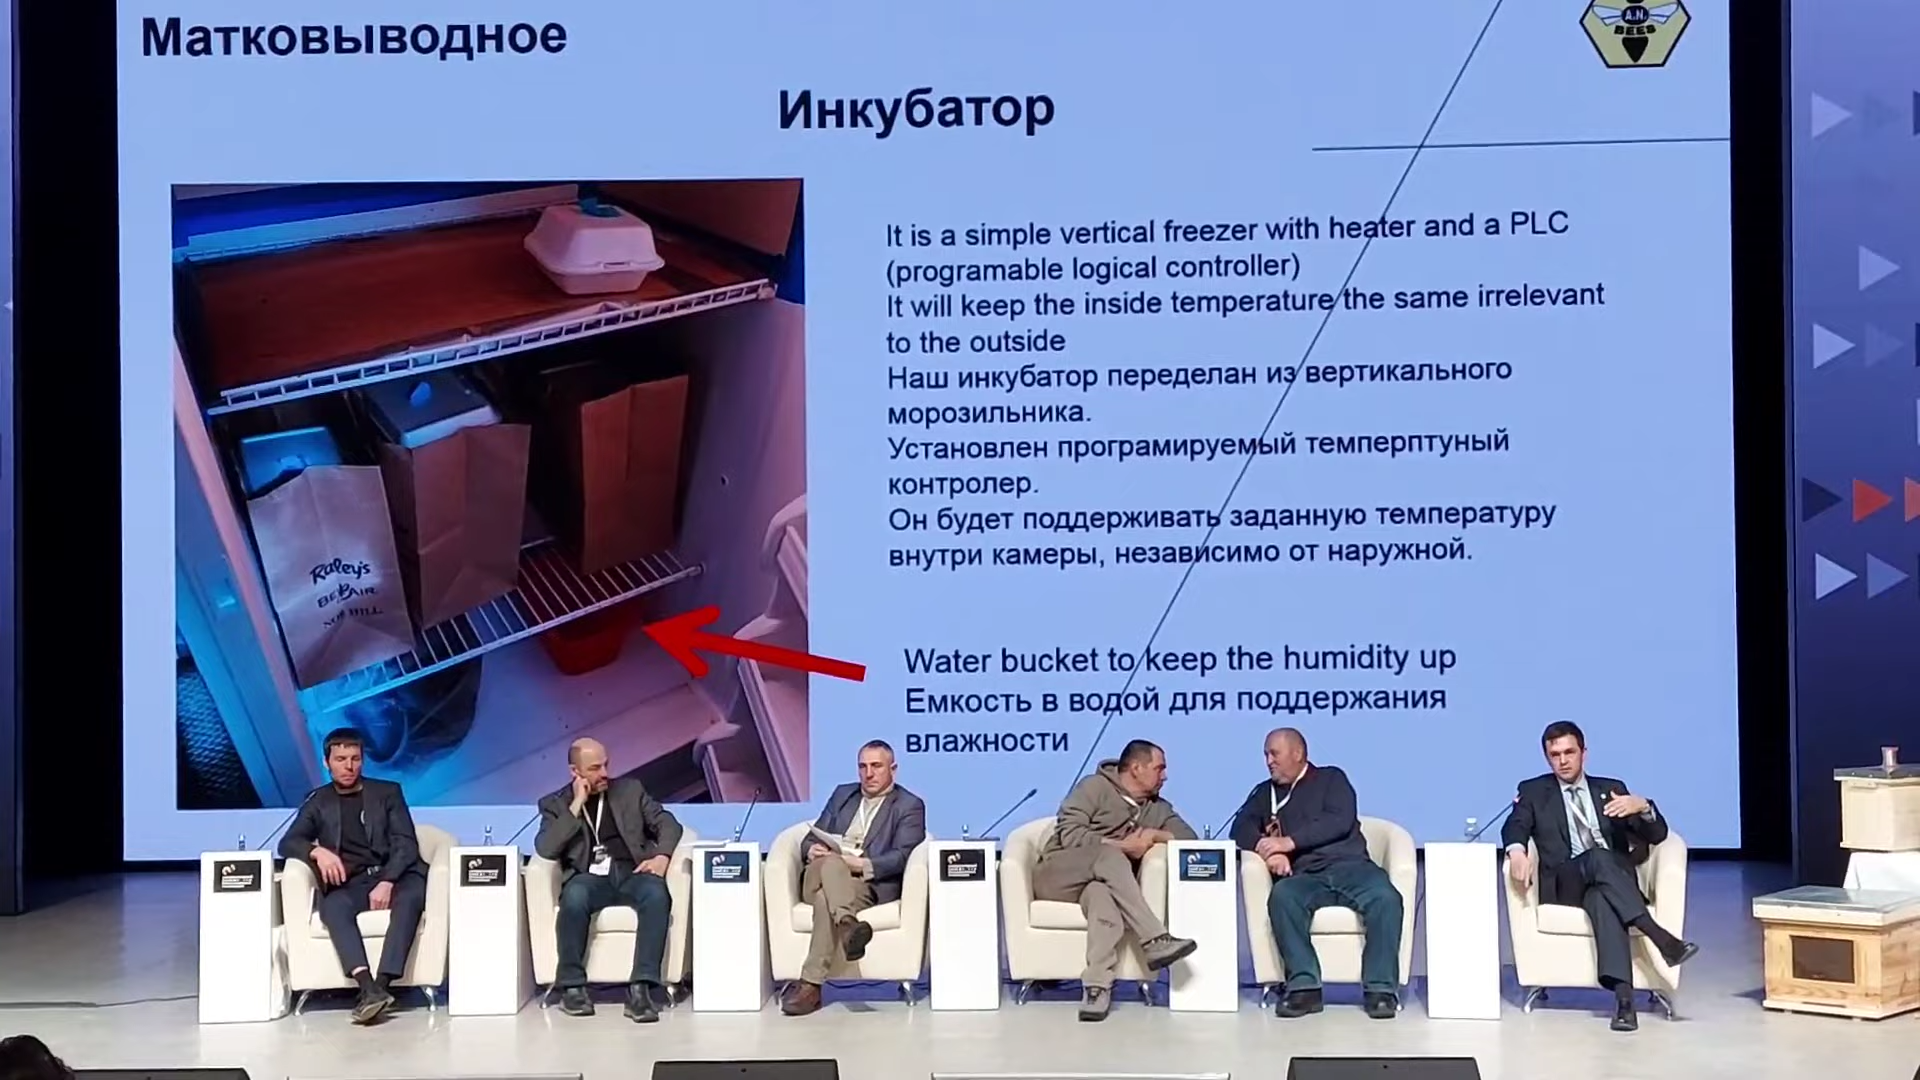 Матковыводное
A.N.
BEES
Инкубатор
It is a simple vertical freezer with heater and a PLC
(programable logical controller)
It will keep the inside temperature the same irrelevant
to the outside
Наш инкубатор переделан из вертикального
морозильника.
Установлен програмируемый темперптуный
контролер.
Он будет поддерживать заданную температуру
внутри камеры, независимо от наружной.
Raley's
BEL AIR
NOB HILL
Water bucket to keep the humidity up
Емкость в водой для поддержания
влажности